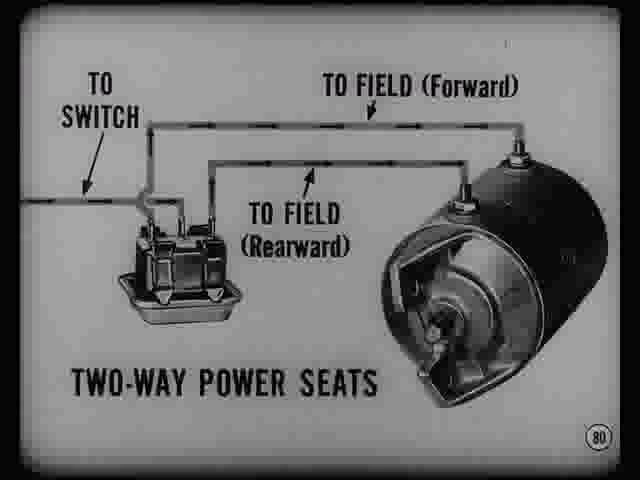 TO
SWITCH
TO FIELD (Forward)
TO FIELD
(Rearward)
TWO-WAY POWER SEATS
80